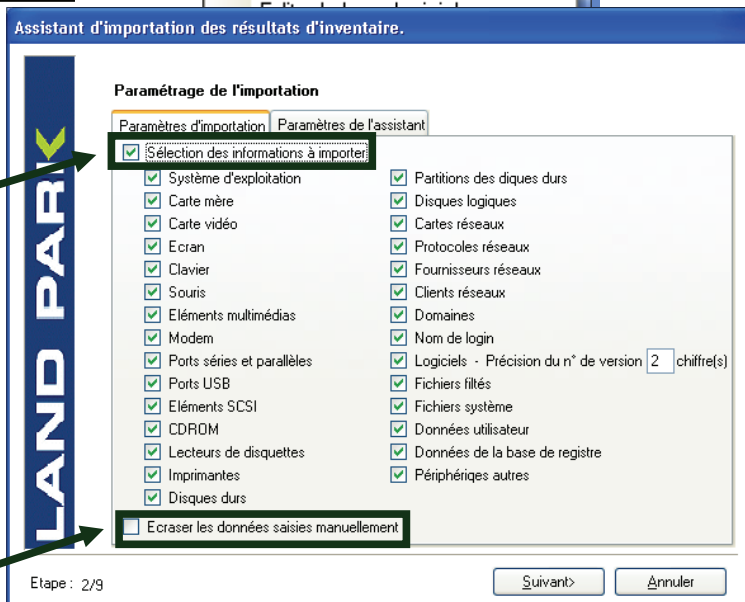 Assistant d'importation des résultats d'inventaire.
LAND PARK
Paramétrage de l'importation
Paramètres d'importation Paramètres de l'assistant
Sélection des informations à importer
Système d'exploitation
Carte mère
Carte vidéo
Ecran
Clavier
Souris
Eléments multimédias
Modem
Ports séries et parallèles
Ports USB
Eléments SCSI
CDROM
Lecteurs de disquettes
Imprimantes
Disques durs
Partitions des diques durs
Disques logiques
Cartes réseaux
Protocoles réseaux
Fournisseurs réseaux
Clients réseaux
Domaines
Nom de login
Logiciels - Précision du n° de version 2 chiffre(s)
Fichiers filtés
Fichiers système
Données utilisateur
Données de la base de registre
Périphériqes autres
Ecraser les données saisies manuellement
Etape : 2/9
Suivant> Annuler